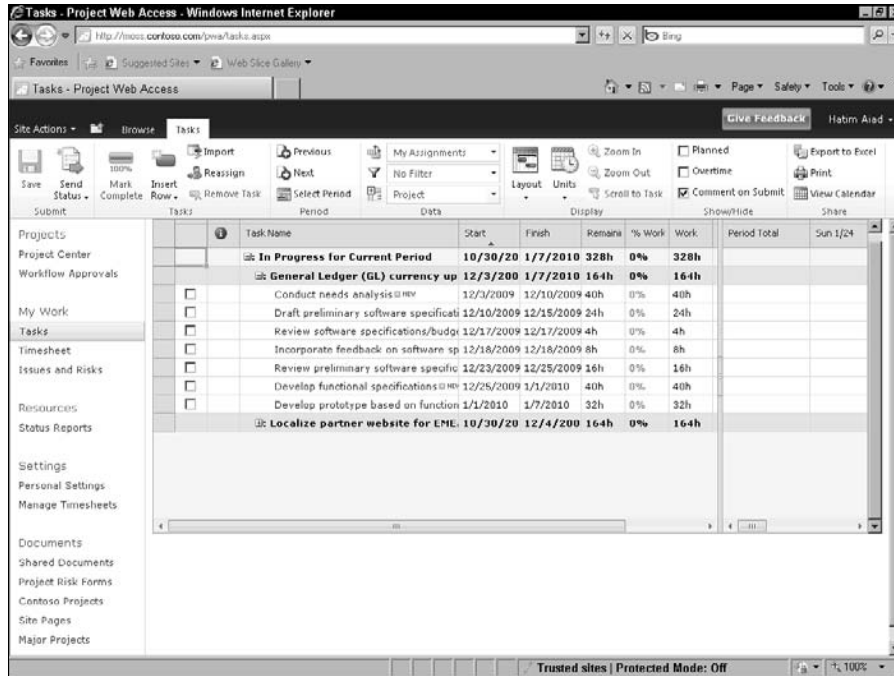 Tasks - Project Web Access - Windows Internet Explorer
http://moss.contoso.com/pwa/tasks.aspx
Bing
Favorites Suggested Sites Web Slice Gallery
Tasks - Project Web Access
Page Safety Tools
Site Actions Browse Tasks Give Feedback Hatim Aiad
Save
Send Status
Submit
100%
Mark Complete
Insert Row
Import
Reassign
Remove Task
Tasks
Previous
Next
Select Period
Period
My Assignments
No Filter
Project
Data
Layout
Units
Zoom In
Zoom Out
Scroll to Task
Display
Planned
Overtime
Comment on Submit
Show/Hide
Export to Excel
Print
View Calendar
Share
Projects
Project Center
Workflow Approvals
My Work
Tasks
Timesheet
Issues and Risks
Resources
Status Reports
Settings
Personal Settings
Manage Timesheets
Documents
Shared Documents
Project Risk Forms
Contoso Projects
Site Pages
Major Projects
Task Name Start Finish Remaini % Work Work Period Total Sun 1/24
In Progress for Current Period 10/30/20 1/7/2010 328h 0% 328h
General Ledger (GL) currency up 12/3/200 1/7/2010 164h 0% 164h
Conduct needs analysis NEW 12/3/2009 12/10/2009 40h 0% 40h
Draft preliminary software specificati 12/10/2009 12/15/2009 24h 0% 24h
Review software specifications/budge 12/17/2009 12/17/2009 4h 0% 4h
Incorporate feedback on software sp 12/18/2009 12/18/2009 8h 0% 8h
Review preliminary software specific 12/23/2009 12/25/2009 16h 0% 16h
Develop functional specifications NEW 12/25/2009 1/1/2010 40h 0% 40h
Develop prototype based on function 1/1/2010 1/7/2010 32h 0% 32h
Localize partner website for EME. 10/30/20 12/4/200 164h 0% 164h
Trusted sites | Protected Mode: Off 100%